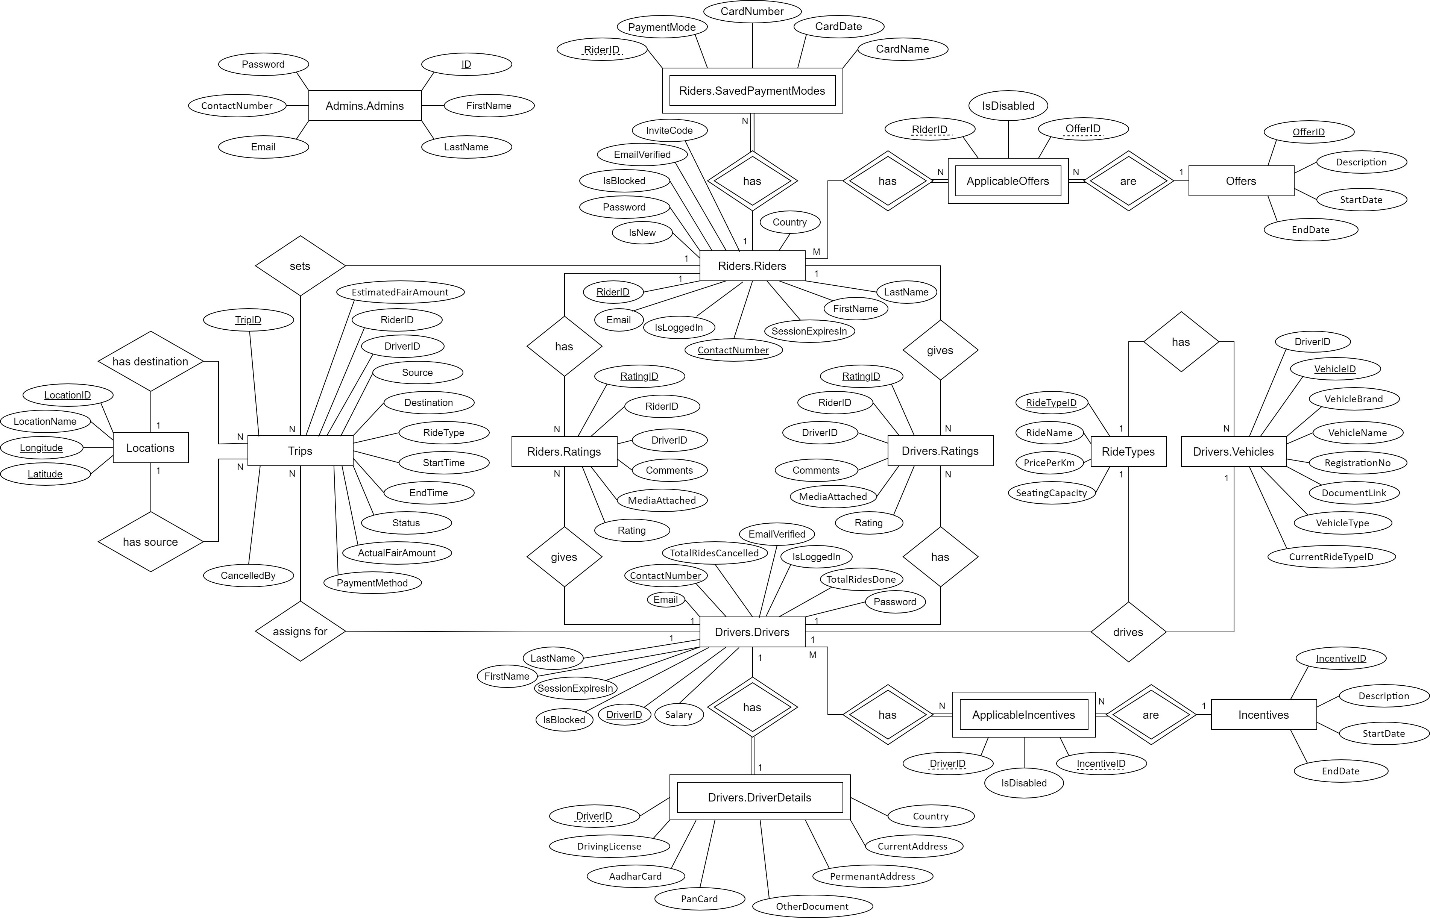 CardNumber
PaymentMode
CardDate
RiderID
CardName
Riders.SavedPaymentModes
N
Password
ID
ContactNumber
Admins.Admins
FirstName
Email
LastName
InviteCode
EmailVerified
IsBlocked
Password
IsNew
has
1
Country
IsDisabled
RiderID
OfferID
has
N
ApplicableOffers
N
are
1
Offers
OfferID
Description
StartDate
EndDate
M
sets
1
Riders.Riders
1
1
RiderID
Email
IsLoggedIn
ContactNumber
SessionExpiresIn
FirstName
LastName
has
gives
has
EstimatedFairAmount
TripID
RiderID
DriverID
Source
Destination
RideType
StartTime
EndTime
Status
ActualFairAmount
PaymentMethod
CancelledBy
has destination
LocationID
LocationName
Longitude
Latitude
1
Locations
1
N
N
N
Trips
N
has source
RatingID
RiderID
DriverID
Comments
MediaAttached
Rating
N
Riders.Ratings
N
RatingID
RiderID
DriverID
Comments
MediaAttached
Rating
N
Drivers.Ratings
N
RideTypeID
RideName
PricePerKm
SeatingCapacity
1
RideTypes
1
DriverID
VehicleID
VehicleBrand
VehicleName
RegistrationNo
DocumentLink
VehicleType
CurrentRideTypeID
N
Drivers.Vehicles
1
gives
has
EmailVerified
TotalRidesCancelled
IsLoggedIn
ContactNumber
TotalRidesDone
Email
Password
assigns for
1
1
Drivers.Drivers
1
1
drives
LastName
FirstName
SessionExpiresIn
IsBlocked
DriverID
Salary
1
M
has
1
has
N
ApplicableIncentives
N
are
1
Incentives
DriverID
IsDisabled
IncentiveID
IncentiveID
Description
StartDate
EndDate
Drivers.DriverDetails
DriverID
DrivingLicense
AadharCard
PanCard
OtherDocument
PermenantAddress
CurrentAddress
Country